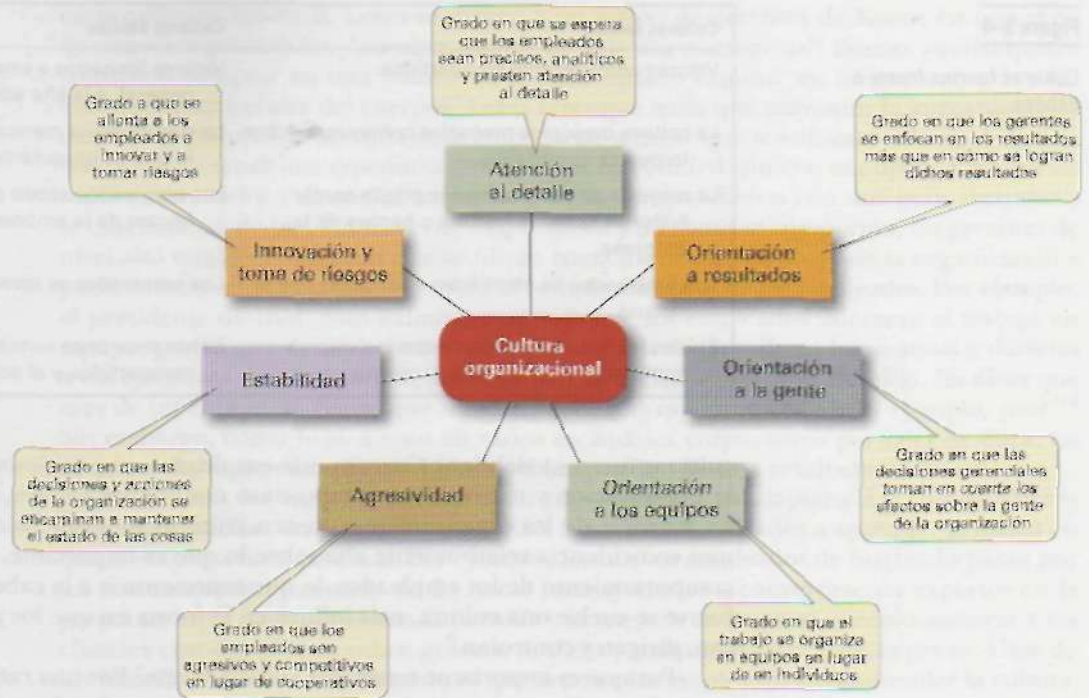 Grado en que se espera
que los empleados
sean precisos, analíticos
y presten atención
al detalle
Grado a que se
alienta a los
empleados a
innovar y a
tomar riesgos
Grado en que los gerentes
se enfocan en los resultados
más que en cómo se logran
dichos resultados
Atención
al detalle
Innovación y
toma de riesgos
Orientación
a resultados
Cultura
organizacional
Estabilidad
Orientación
a la gente
Agresividad
Orientación
a los equipos
Grado en que las
decisiones y acciones
de la organización se
encaminan a mantener
el estado de las cosas
Grado en que las
decisiones gerenciales
toman en cuenta los
efectos sobre la gente
de la organización
Grado en que los
empleados son
agresivos y competitivos
en lugar de cooperativos
Grado en que el
trabajo se organiza
en equipos en lugar
de en individuos